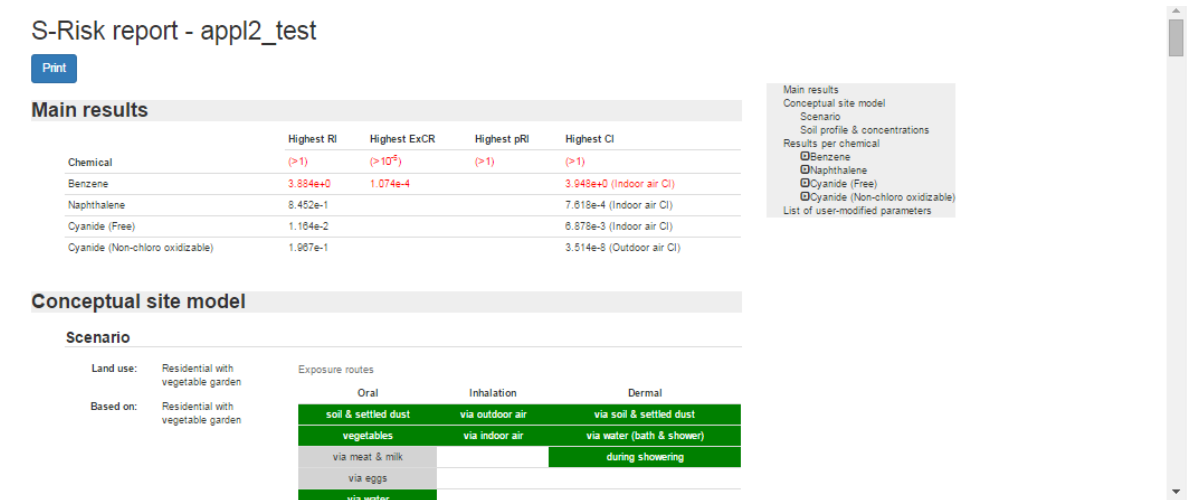 S-Risk report - appl2_test
Print
Main results
Highest RI Highest ExCR Highest pRI Highest CI
Chemical (>1) (>10-5) (>1) (>1)
Benzene 3.884e+0 1.074e-4 3.948e+0 (Indoor air CI)
Naphthalene 8.452e-1 7.618e-4 (Indoor air CI)
Cyanide (Free) 1.164e-2 6.878e-3 (Indoor air CI)
Cyanide (Non-chloro oxidizable) 1.967e-1 3.514e-8 (Outdoor air CI)
Conceptual site model
Scenario
Land use: Residential with
vegetable garden
Based on: Residential with
vegetable garden
Exposure routes
Oral Inhalation Dermal
soil & settled dust via outdoor air via soil & settled dust
vegetables via indoor air via water (bath & shower)
via meat & milk during showering
via eggs
via water
Main results
Conceptual site model
Scenario
Soil profile & concentrations
Results per chemical
Benzene
Naphthalene
Cyanide (Free)
Cyanide (Non-chloro oxidizable)
List of user-modified parameters